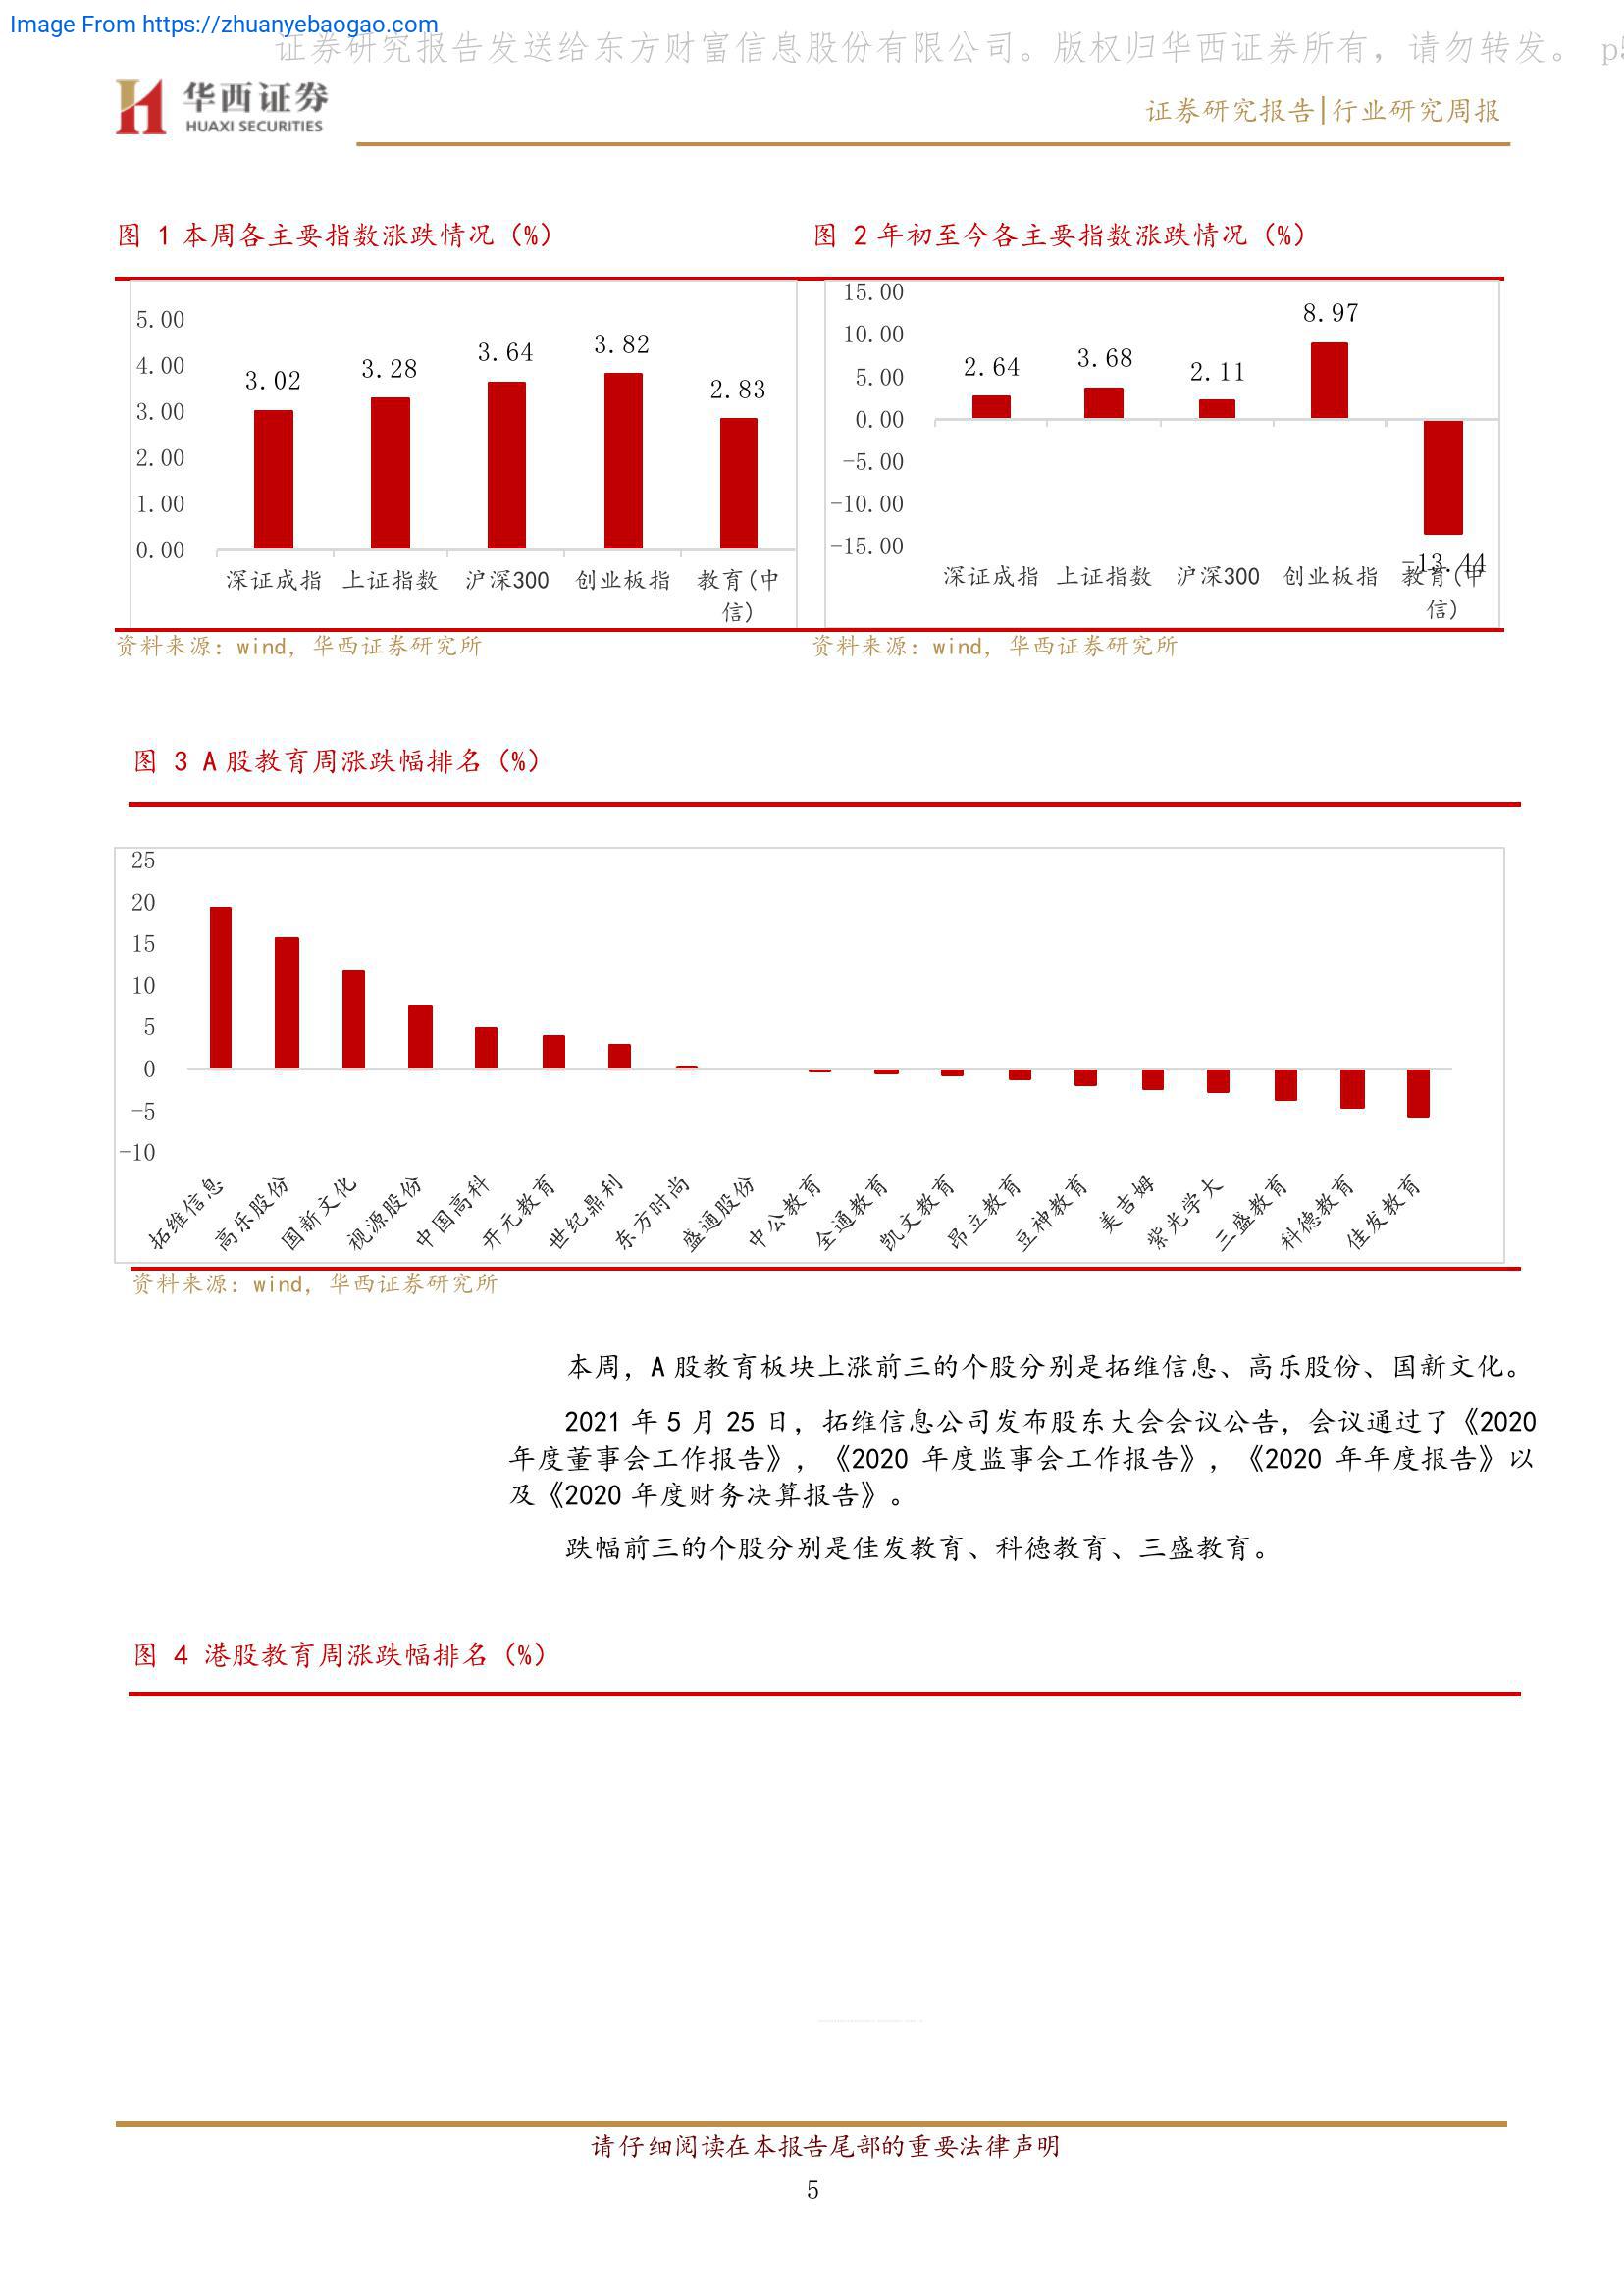 Image From https://zhuanyebaogao.com
证券研究报告发送给东方财富信息股份有限公司。版权归华西证券所有，请勿转发。 p5
华西证券
HUAXI SECURITIES
证券研究报告|行业研究周报
图 1 本周各主要指数涨跌情况（%）
图 2 年初至今各主要指数涨跌情况（%）
5.00
4.00
3.00
2.00
1.00
0.00
3.02
3.28
3.64
3.82
2.83
深证成指 上证指数 沪深300 创业板指 教育(中
信)
15.00
10.00
5.00
0.00
-5.00
-10.00
-15.00
2.64
3.68
2.11
8.97
-13.44
深证成指 上证指数 沪深300 创业板指 教育(中
信)
资料来源：wind，华西证券研究所
资料来源：wind，华西证券研究所
图 3 A 股教育周涨跌幅排名（%）
25
20
15
10
5
0
-5
-10
拓维信息
高乐股份
国新文化
视源股份
中国高科
开元教育
世纪鼎利
东方时尚
盛通股份
中公教育
全通教育
凯文教育
昂立教育
豆神教育
美吉姆
紫光学大
三盛教育
科德教育
佳发教育
资料来源：wind，华西证券研究所
本周，A 股教育板块上涨前三的个股分别是拓维信息、高乐股份、国新文化。
2021 年 5 月 25 日，拓维信息公司发布股东大会会议公告，会议通过了《2020
年度董事会工作报告》，《2020 年度监事会工作报告》，《2020 年年度报告》以
及《2020 年度财务决算报告》。
跌幅前三的个股分别是佳发教育、科德教育、三盛教育。
图 4 港股教育周涨跌幅排名（%）
请仔细阅读在本报告尾部的重要法律声明
5